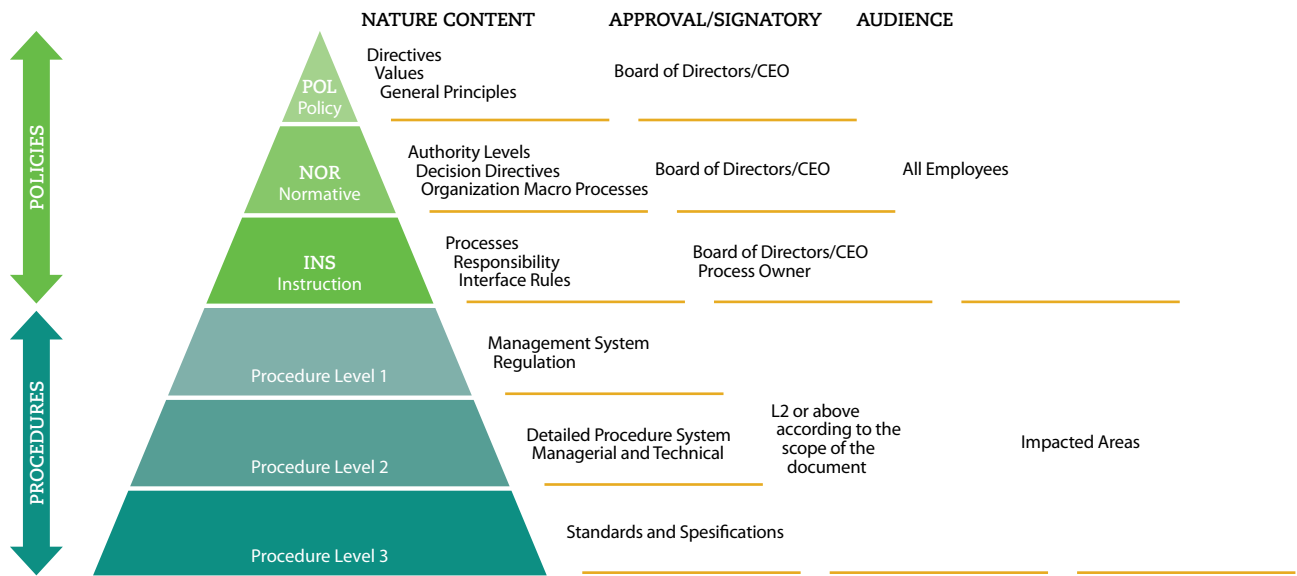 NATURE CONTENT
APPROVAL/SIGNATORY
AUDIENCE
POLICIES
POL
Policy
Directives
Values
General Principles
Board of Directors/CEO
NOR
Normative
Authority Levels
Decision Directives
Organization Macro Processes
Board of Directors/CEO
All Employees
INS
Instruction
Processes
Responsibility
Interface Rules
Board of Directors/CEO
Process Owner
PROCEDURES
Procedure Level 1
Management System
Regulation
Procedure Level 2
Detailed Procedure System
Managerial and Technical
L2 or above
according to the
scope of the
document
Impacted Areas
Procedure Level 3
Standards and Spesifications